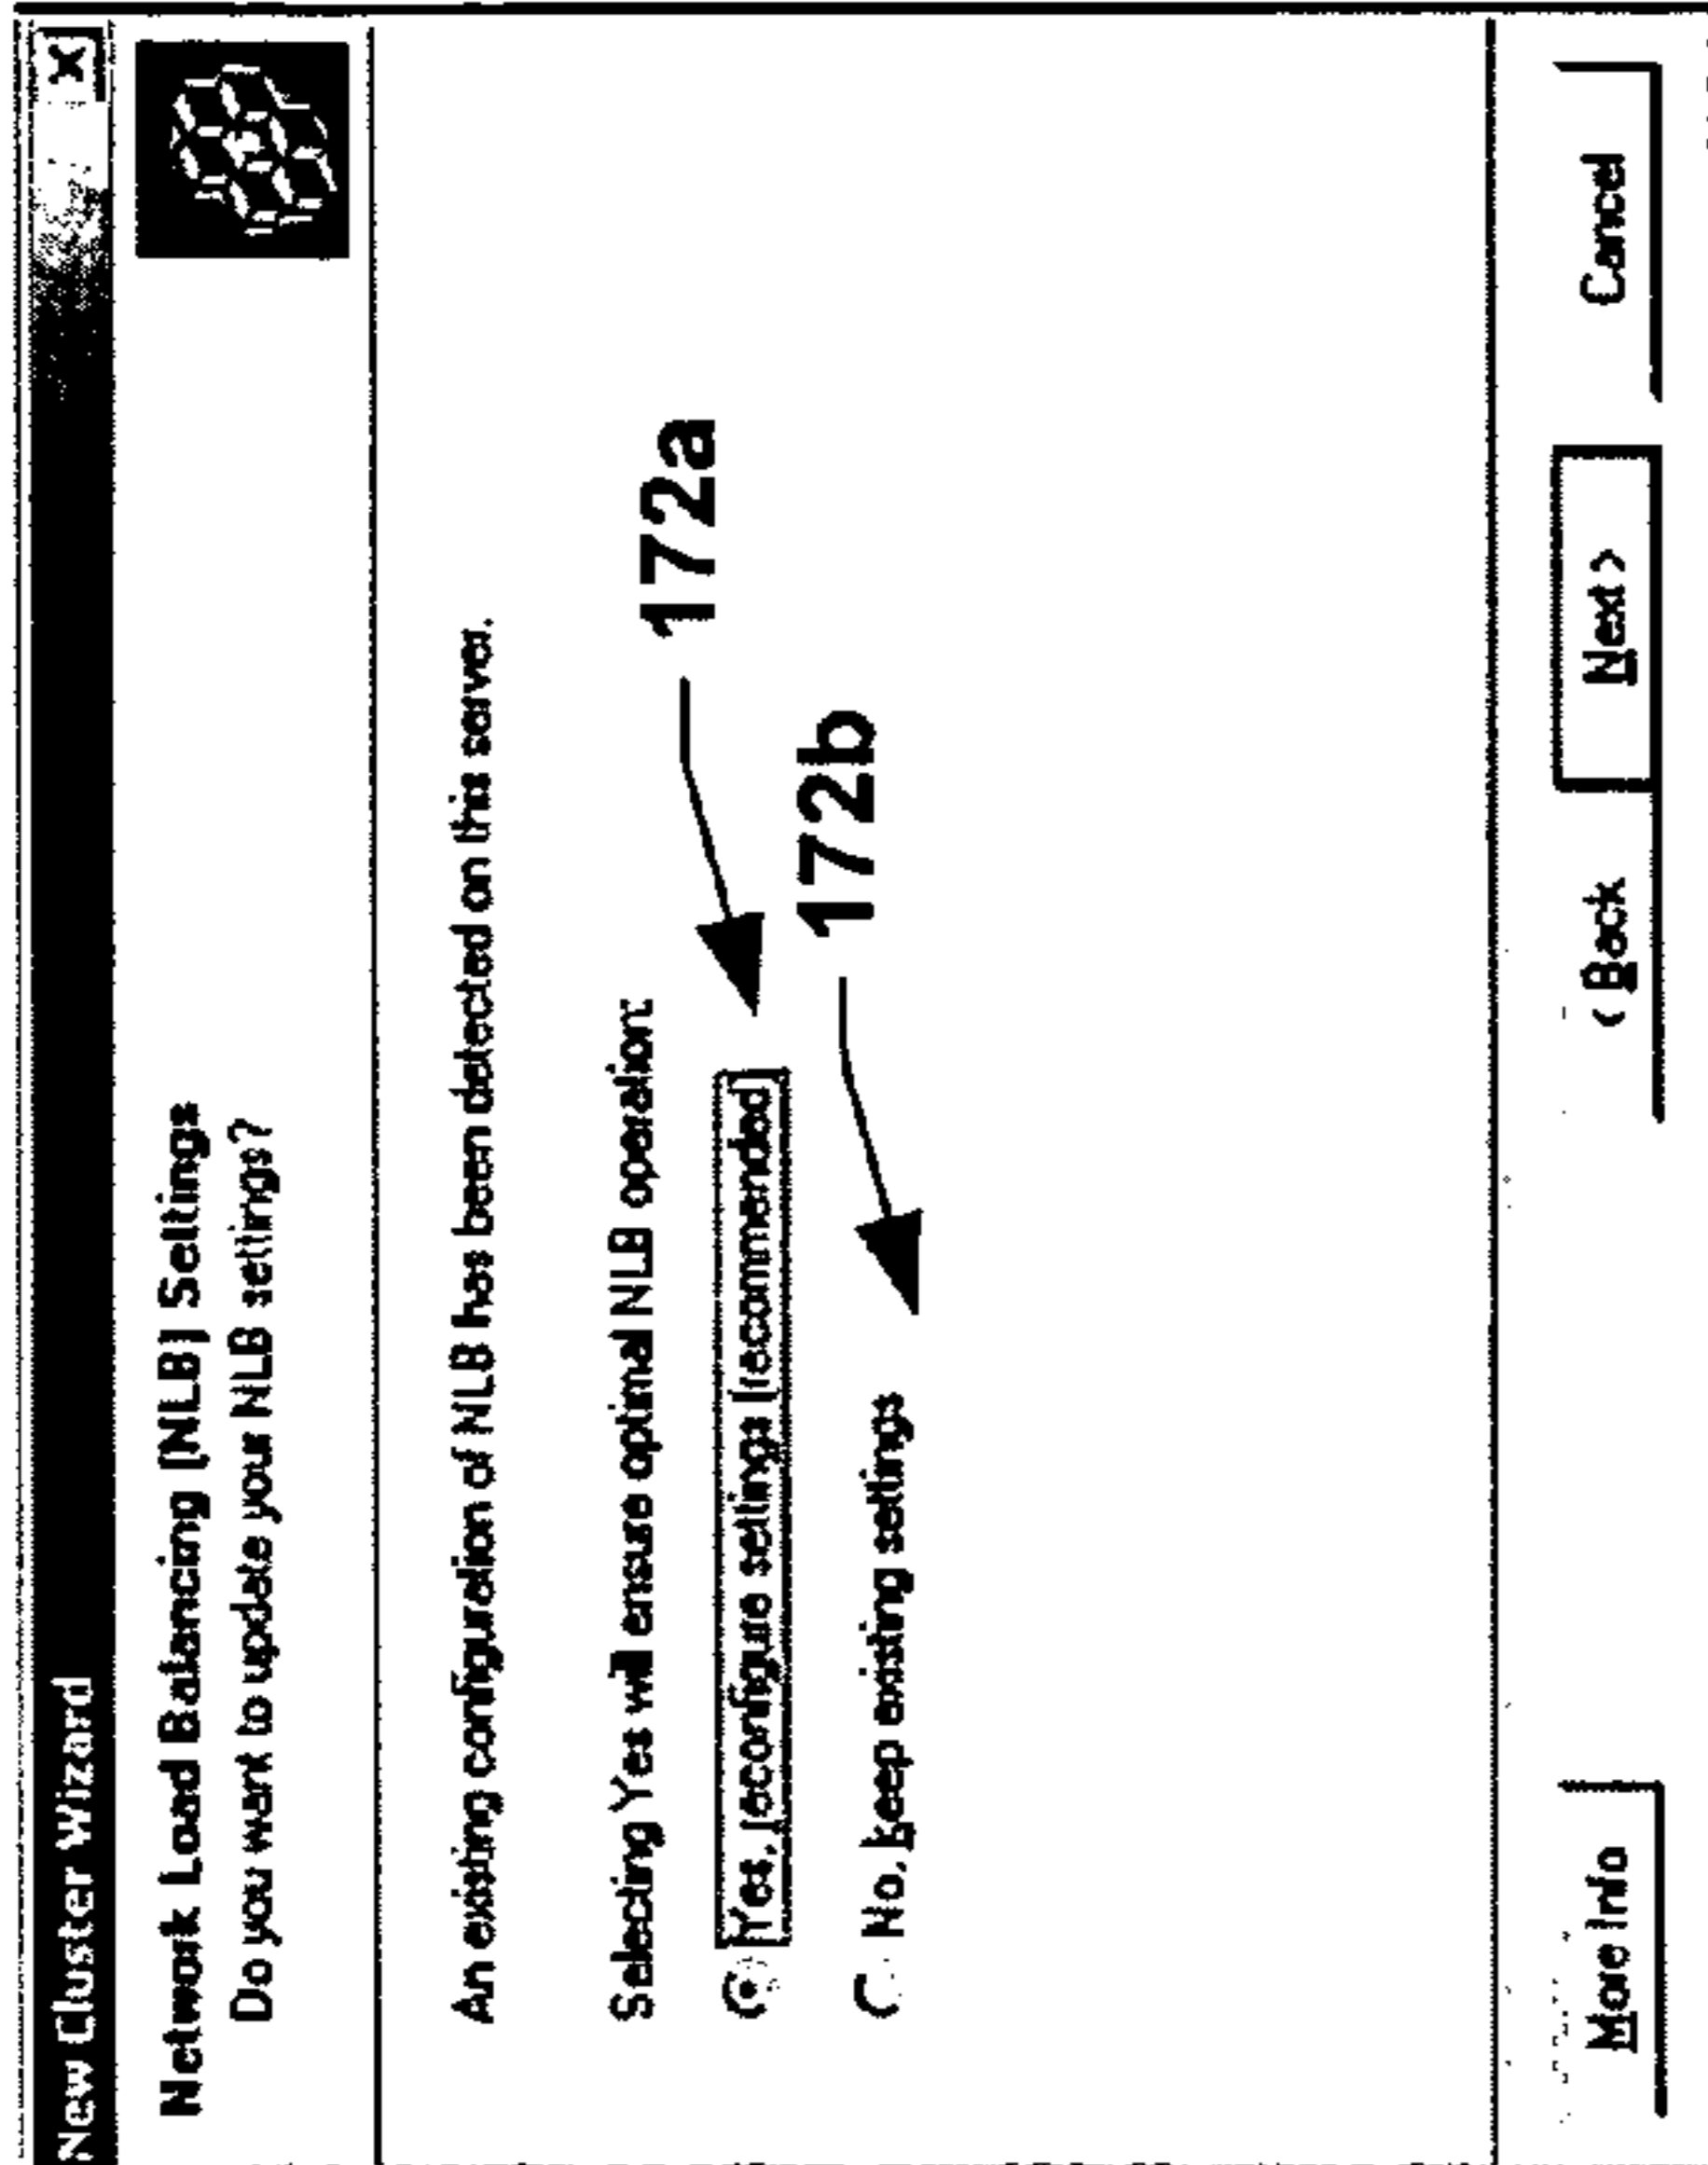 New Cluster Wizard
X
Network Load Balancing (NLB) Settings
Do you want to update your NLB settings?
An existing configuration of NLB has been detected on this server.
Selecting Yes will ensure optimal NLB operation:
Yes, reconfigure settings (recommended)
172a
No, keep existing settings
172b
More Info
< Back
Next >
Cancel